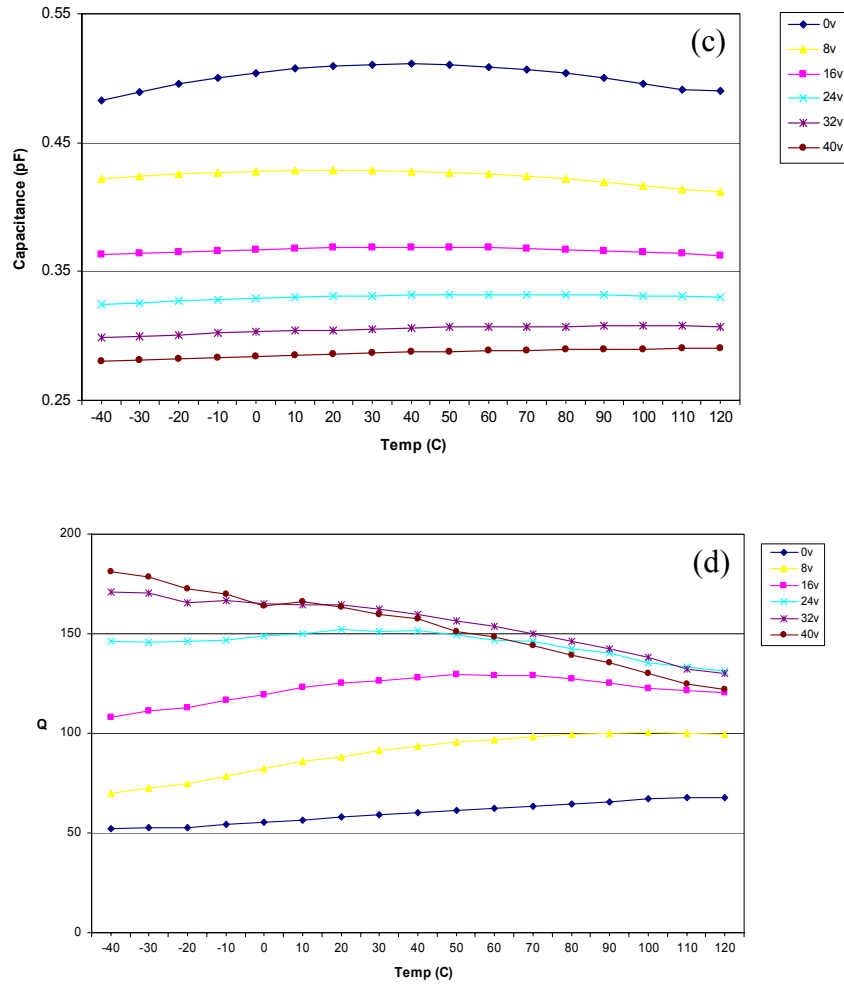 (c)
0.55
0.45
0.35
0.25
Capacitance (pF)
-40 -30 -20 -10 0 10 20 30 40 50 60 70 80 90 100 110 120
Temp (C)
0v
8v
16v
24v
32v
40v
(d)
200
150
100
50
0
Q
-40 -30 -20 -10 0 10 20 30 40 50 60 70 80 90 100 110 120
Temp (C)
0v
8v
16v
24v
32v
40v